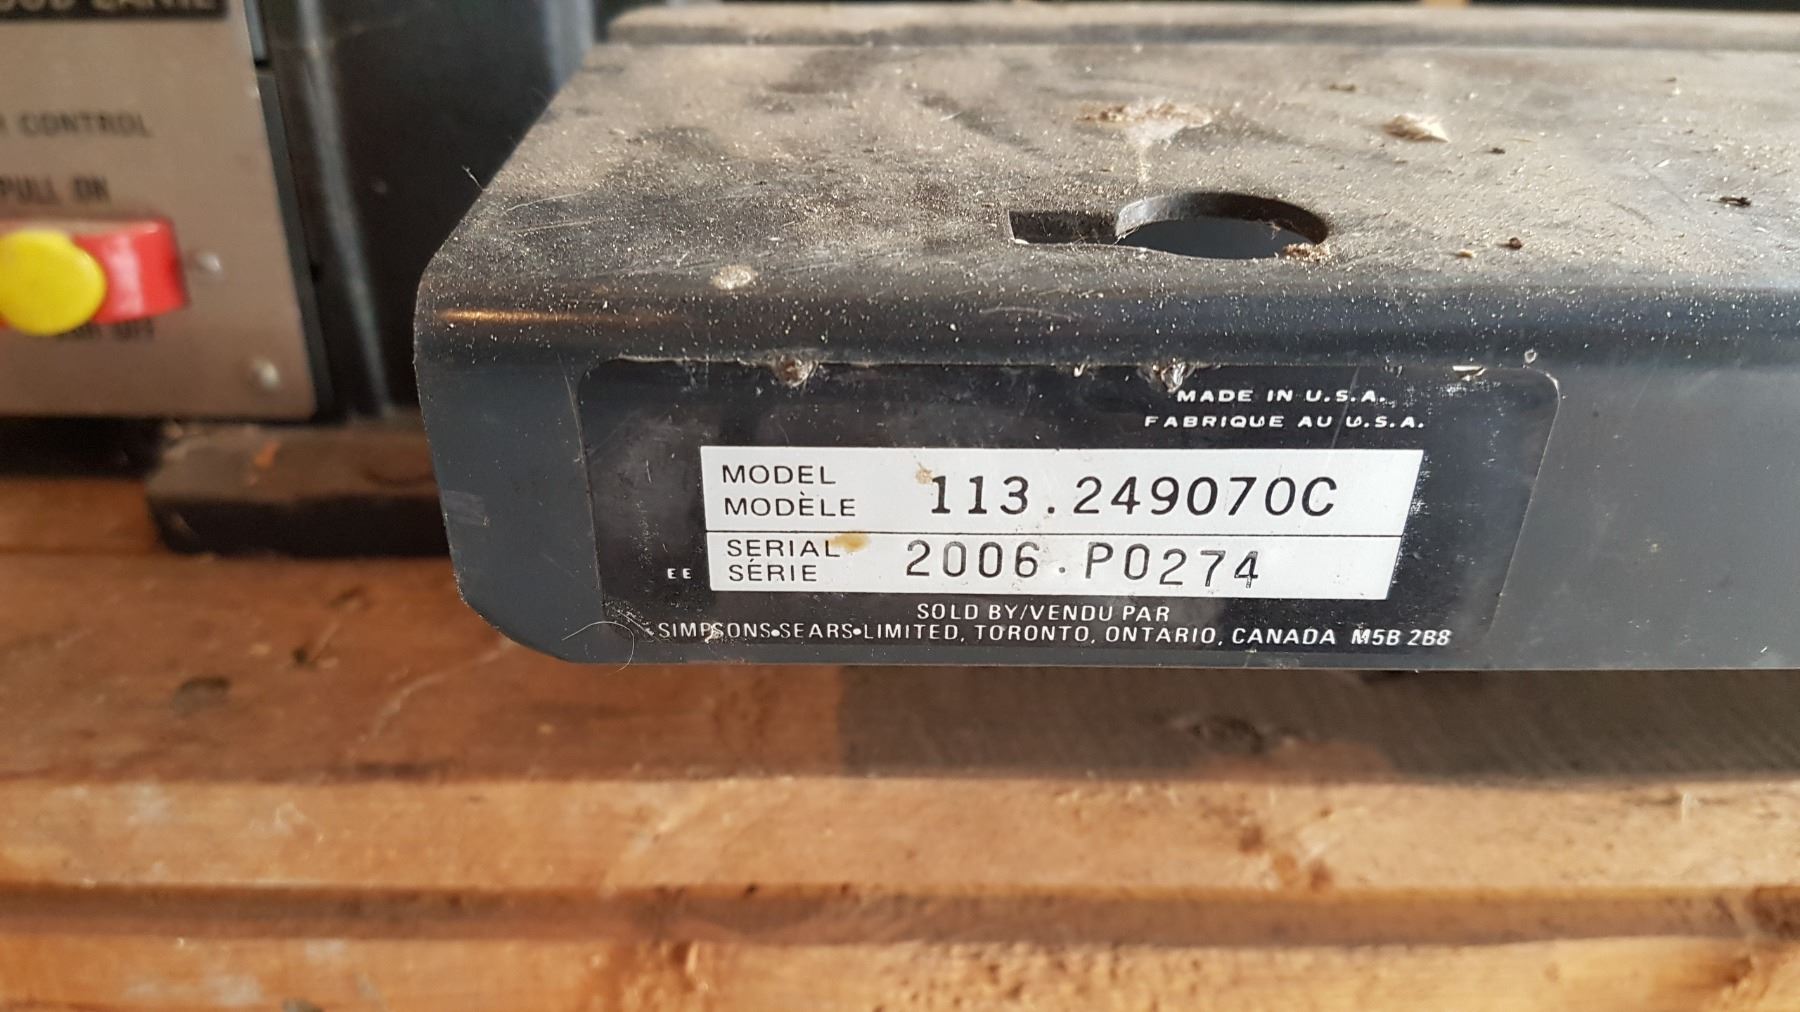 CONTROL
PULL ON
OFF
MADE IN U.S.A.
FABRIQUE AU U.S.A.
MODEL
MODÈLE
113.249070C
SERIAL
SÉRIE
2006.P0274
EE
SOLD BY/VENDU PAR
SIMPSONS•SEARS•LIMITED, TORONTO, ONTARIO, CANADA M5B 2B8